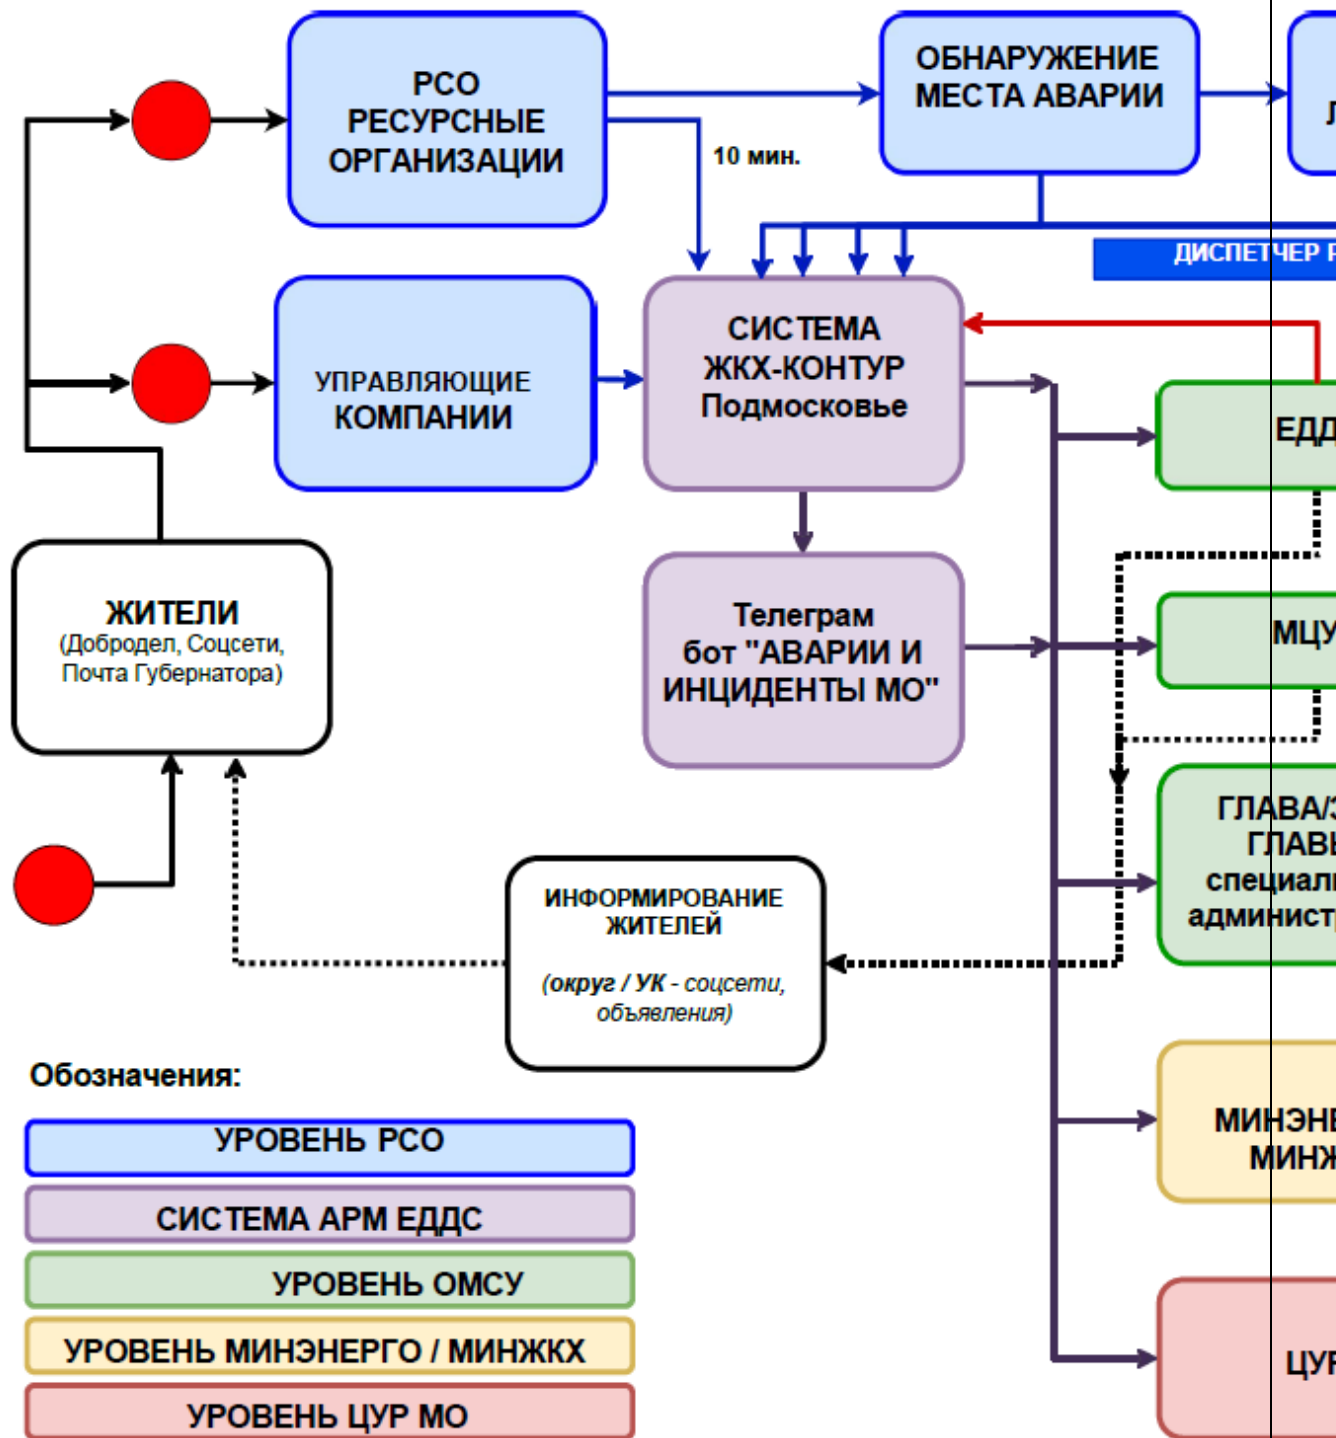 РСО
РЕСУРСНЫЕ
ОРГАНИЗАЦИИ
ОБНАРУЖЕНИЕ
МЕСТА АВАРИИ
10 мин.
ДИСПЕТЧЕР
УПРАВЛЯЮЩИЕ
КОМПАНИИ
СИСТЕМА
ЖКХ-КОНТУР
Подмосковье
ЖИТЕЛИ
(Добродел, Соцсети,
Почта Губернатора)
Телеграм
бот "АВАРИИ И
ИНЦИДЕНТЫ МО"
ИНФОРМИРОВАНИЕ
ЖИТЕЛЕЙ
(округ / УК - соцсети,
объявления)
Обозначения:
УРОВЕНЬ РСО
СИСТЕМА АРМ ЕДДС
УРОВЕНЬ ОМСУ
УРОВЕНЬ МИНЭНЕРГО / МИНЖКХ
УРОВЕНЬ ЦУР МО